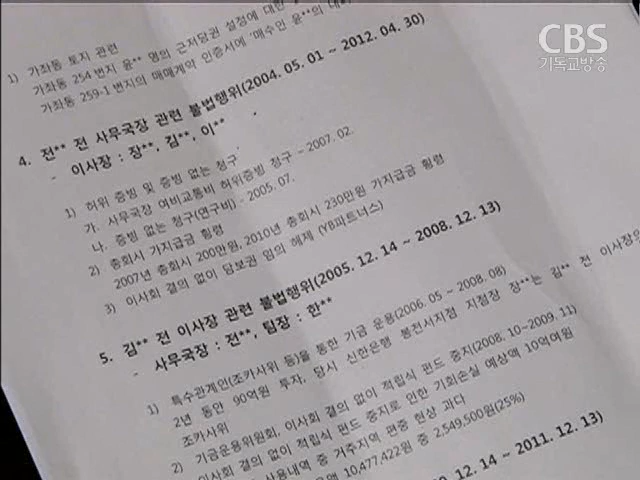 CBS
기독교방송
1) 가좌동 토지 관련
가좌동 254번지 윤** 명의 근저당권 설정에 대한
가좌동 259-1번지의 매매계약 인증서에 '매수인 윤**의
4. 전** 전 사무국장 관련 불법행위(2004. 05. 01 ~ 2012. 04. 30)
- 이사장 : 장**, 김**, 이**
1) 허위 증빙 및 증빙 없는 청구
가. 사무국장 여비교통비 허위증빙 청구 - 2007. 02.
나. 증빙 없는 청구(연구비) - 2005. 07.
2) 총회시 가지급금 횡령
2007년 총회시 200만원, 2010년 총회시 230만원 가지급금 횡령
3) 이사회 결의 없이 담보권 임의 해제 (YB파트너스)
5. 김** 전 이사장 관련 불법행위(2005. 12. 14 ~ 2008. 12. 13)
- 사무국장 : 전**, 팀장 : 한**
1) 특수관계인(조카사위 등)을 통한 기금 운용(2006. 05 ~ 2008. 08)
2년 동안 90억원 투자, 당시 신한은행 봉천서지점 지점장 장**는 김** 전 이사장은
조카사위
2) 기금운용위원회, 이사회 결의 없이 적립식 펀드 중지(2008. 10~2009. 11)
이사회 결의 없이 적립식 펀드 중지로 인한 기회손실 예상액 10억여원
사용내역 중 거주지역 편중 현상 과다
10,477,422원 중 2,549,500원(25%)
12. 14 ~ 2011. 12. 13)